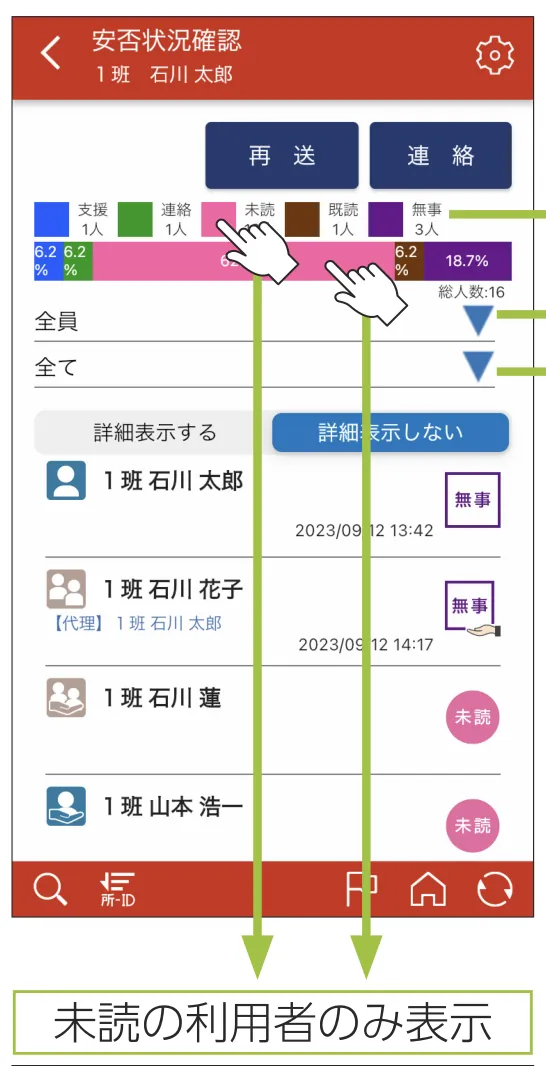 安否状況確認
1班 石川 太郎
再 送
連 絡
支援 連絡 未読 既読 無事
1人 1人 1人 3人
6.2% 6.2% 6.2% 18.7%
総人数:16
全員
全て
詳細表示する 詳細表示しない
1班 石川 太郎
無事
2023/09/12 13:42
1班 石川 花子
【代理】 1班 石川 太郎
無事
2023/09/12 14:17
1班 石川 蓮
未読
1班 山本 浩一
未読
所-ID
未読の利用者のみ表示